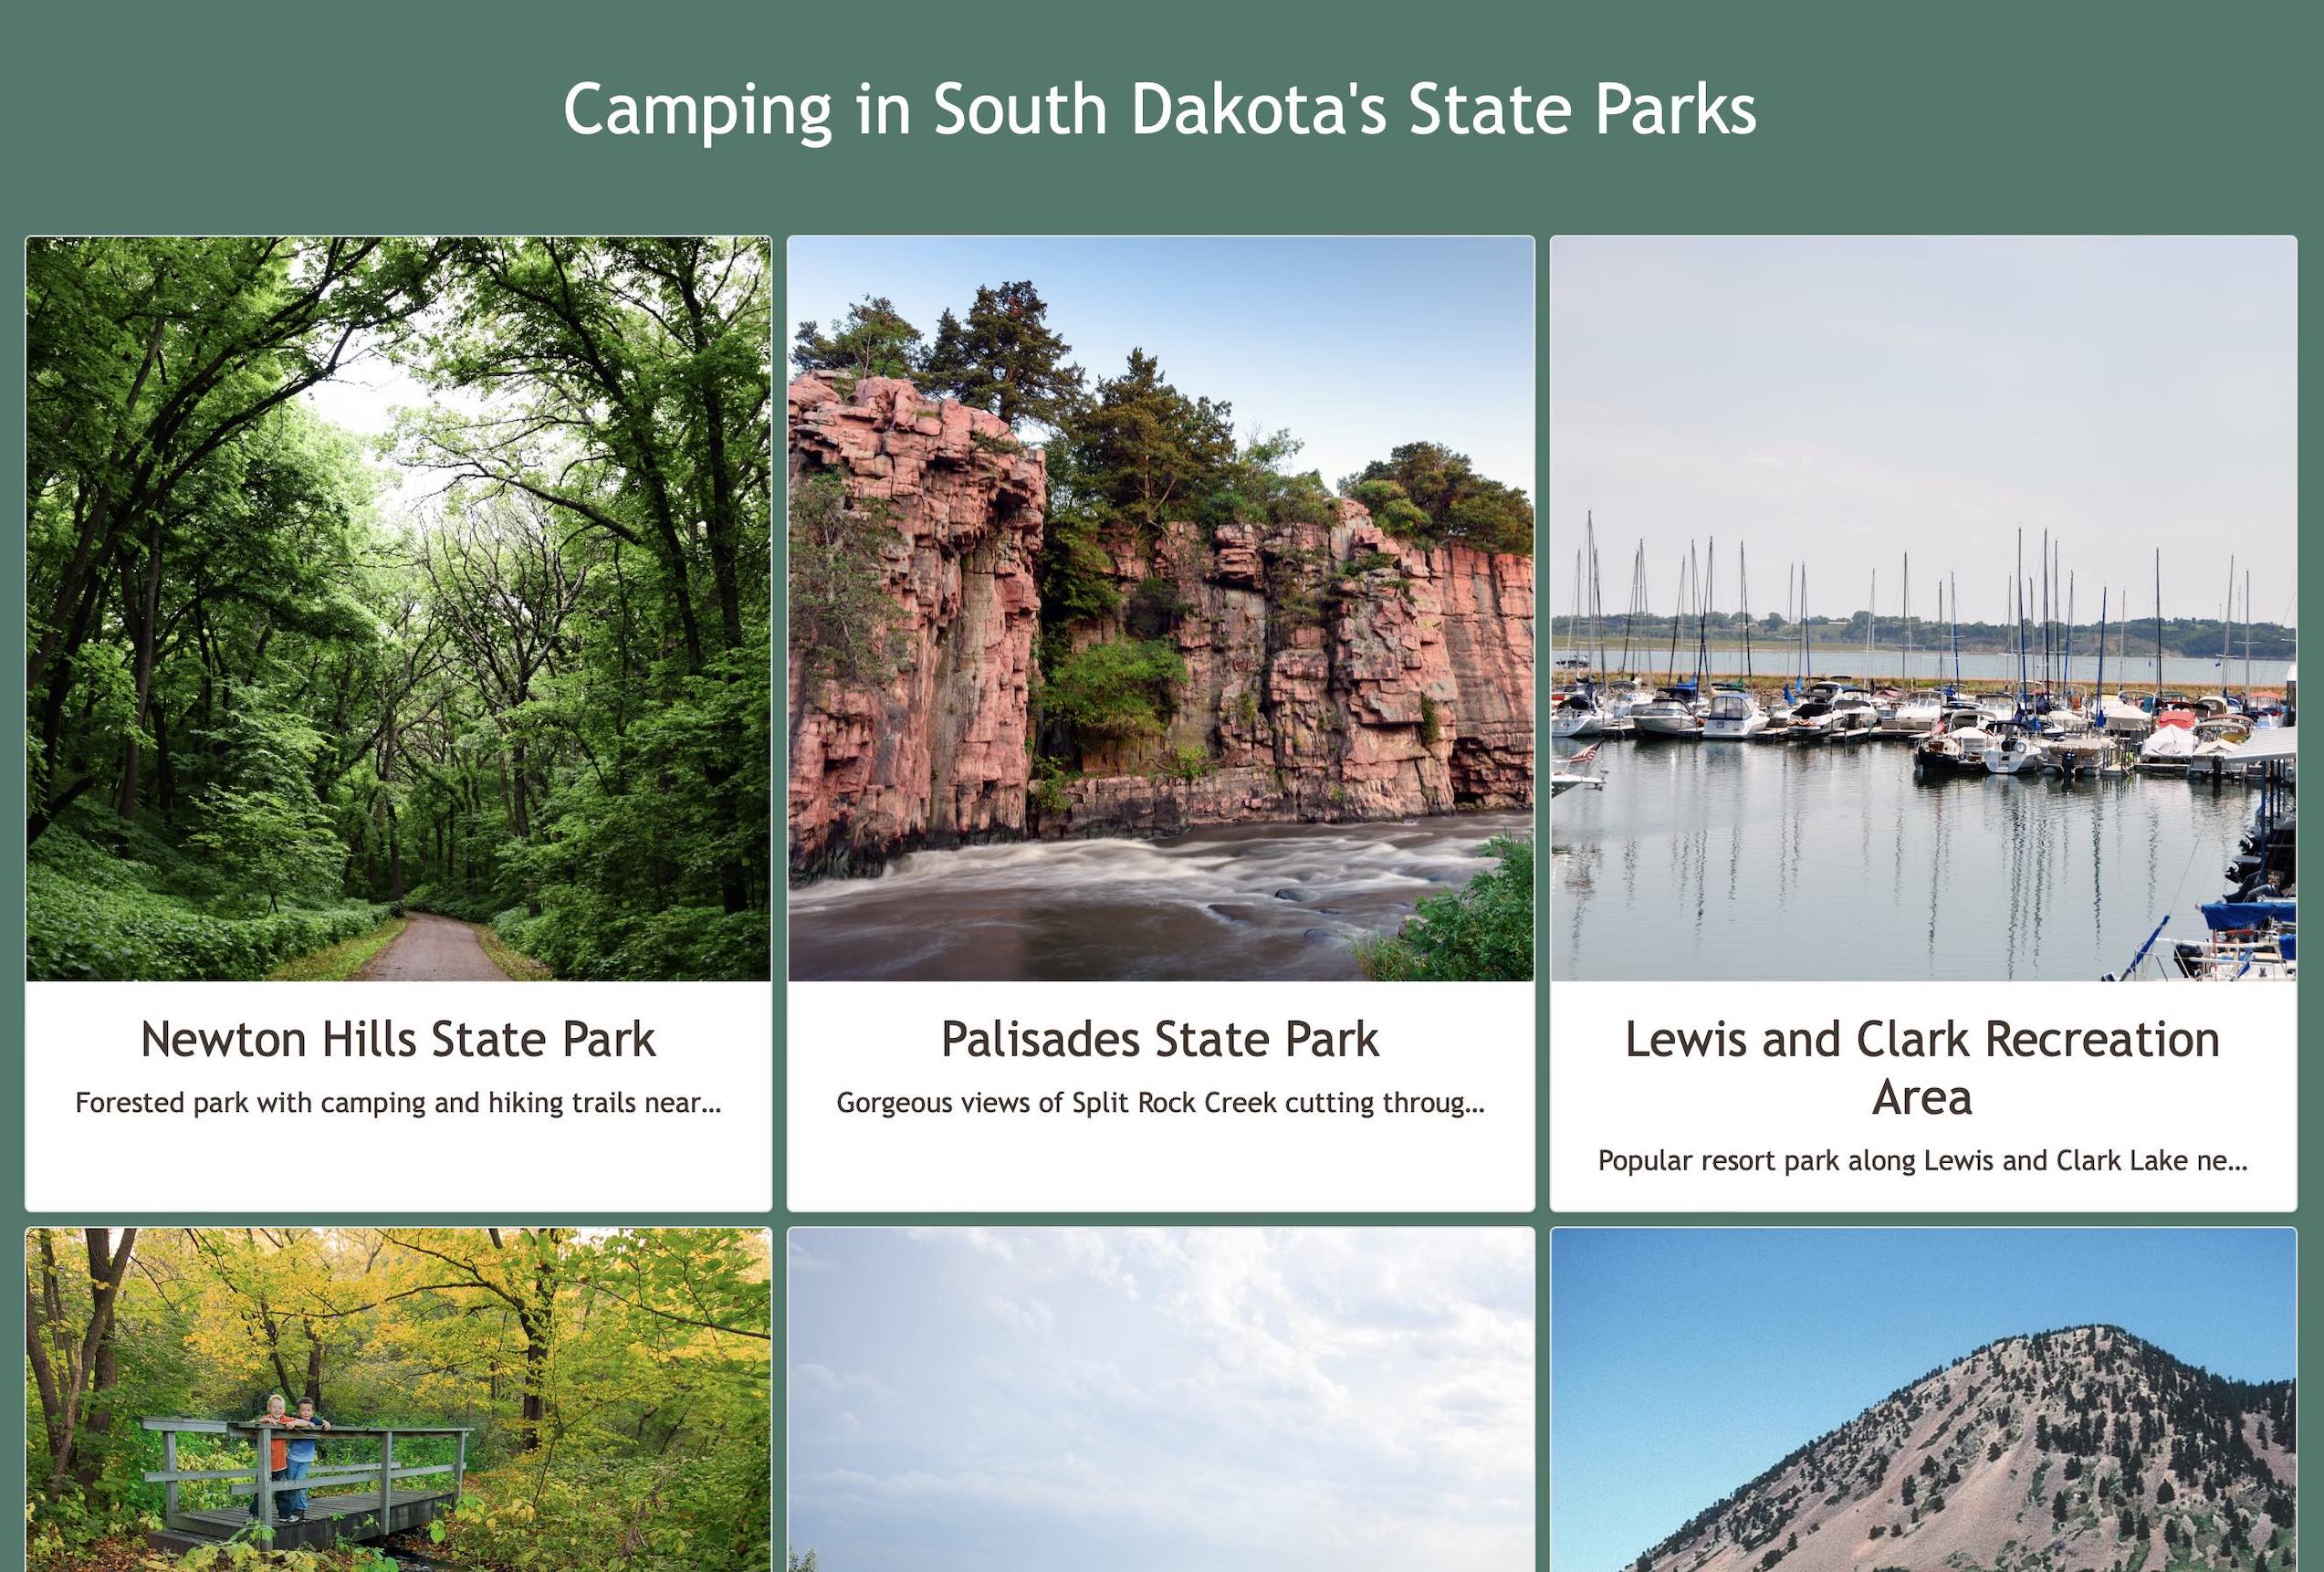 Camping in South Dakota's State Parks
Newton Hills State Park
Forested park with camping and hiking trails near...
Palisades State Park
Gorgeous views of Split Rock Creek cutting throug...
Lewis and Clark Recreation
Area
Popular resort park along Lewis and Clark Lake ne...